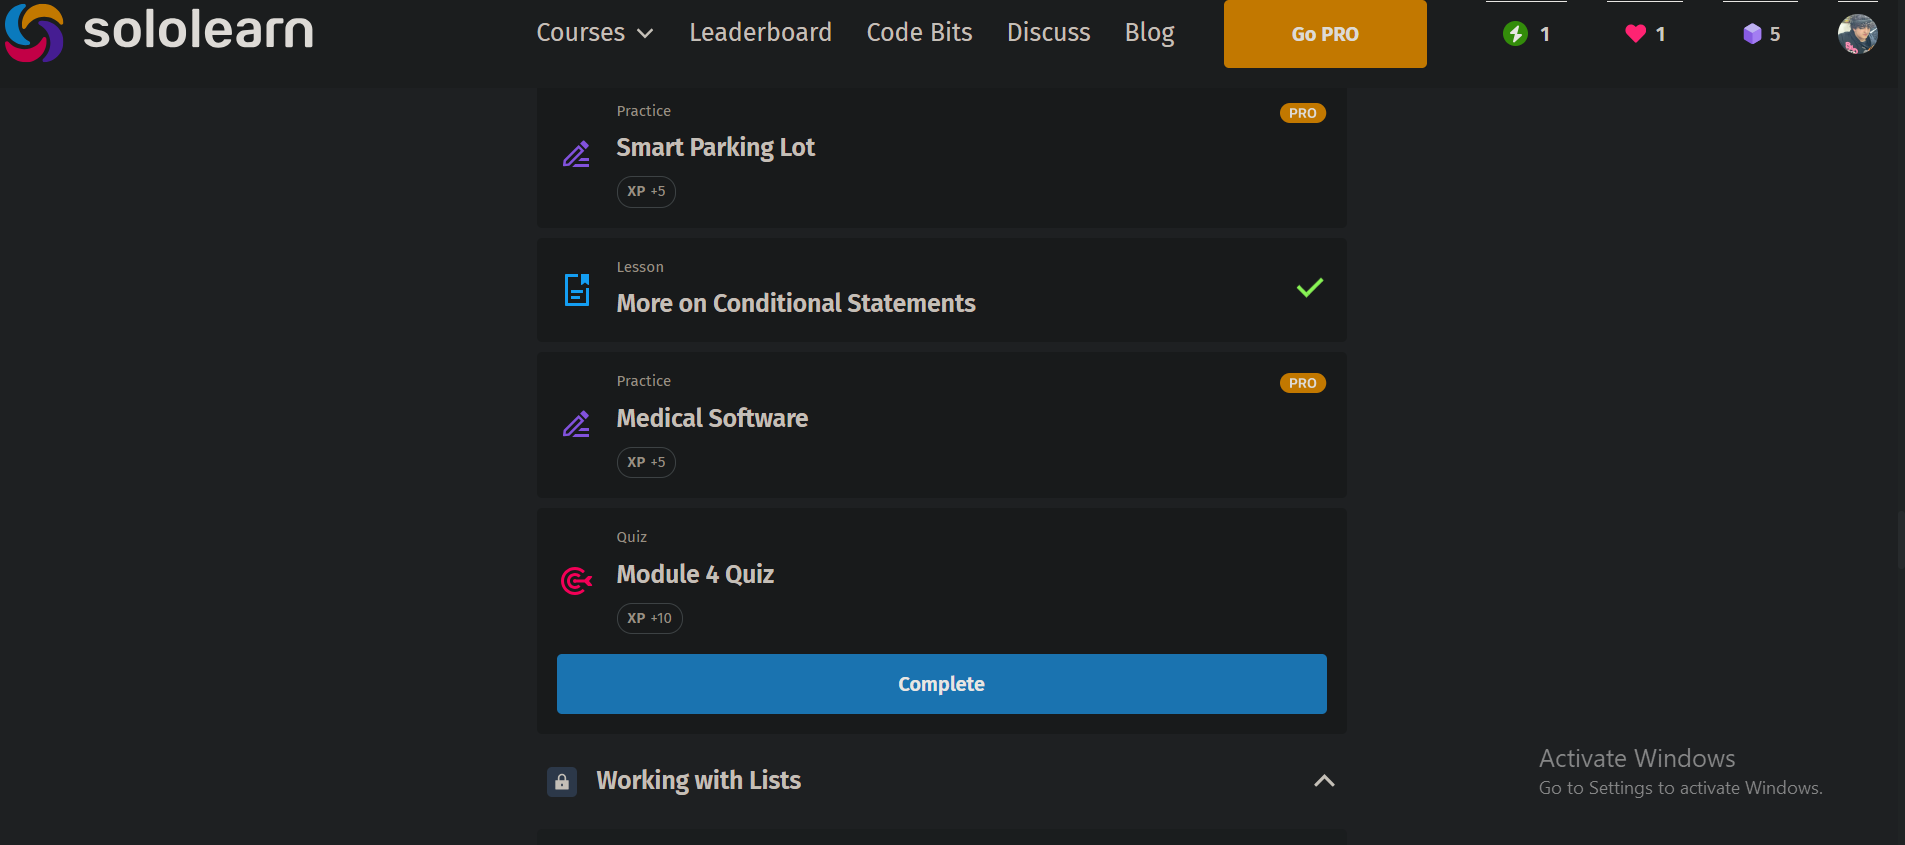 sololearn
Courses
Leaderboard
Code Bits
Discuss
Blog
Go PRO
1
1
5
Practice
PRO
Smart Parking Lot
XP +5
Lesson
More on Conditional Statements
Practice
PRO
Medical Software
XP +5
Quiz
Module 4 Quiz
XP +10
Complete
Working with Lists
Activate Windows
Go to Settings to activate Windows.